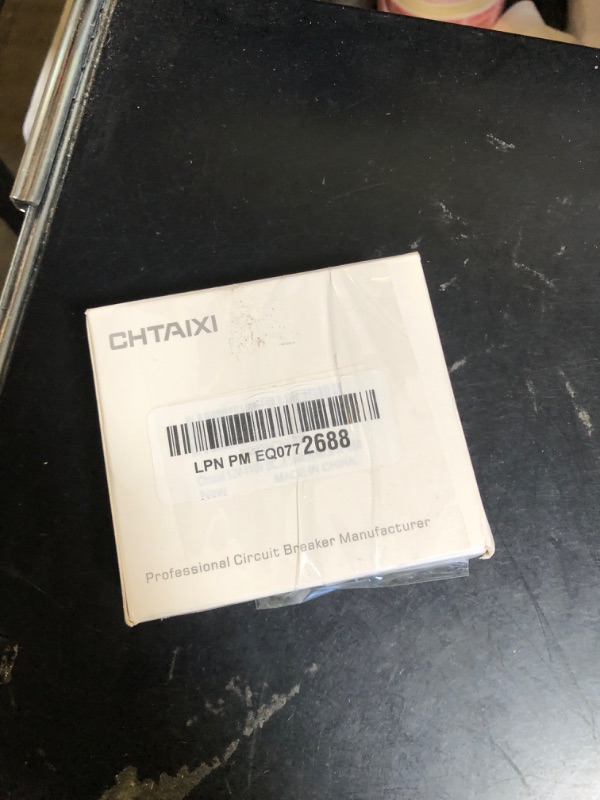 CHTAIXI
LPN PM EQ0772688
MADE IN CHINA
Professional Circuit Breaker Manufacturer